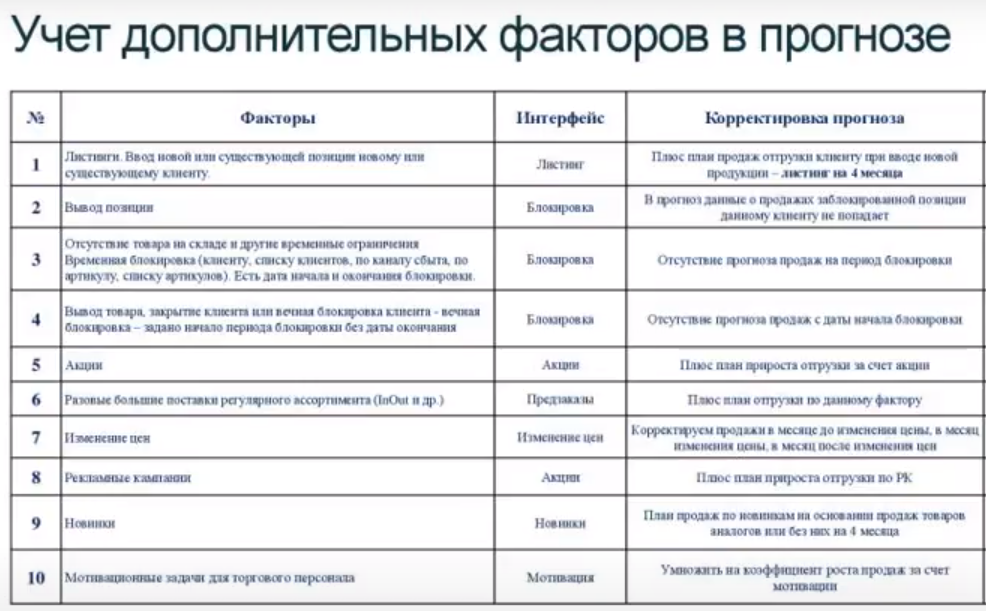 Учет дополнительных факторов в прогнозе
№ Факторы Интерфейс Корректировка прогноза
1 Листинги. Ввод новой или существующей позиции новому или
существующему клиенту.
Листинг
Плюс план продаж отгрузки клиенту при вводе новой
продукции – листинг на 4 месяца
2 Вывод позиции
Блокировка
В прогноз данные о продажах заблокированной позиции
данному клиенту не попадает
3 Отсутствие товара на складе и другие временные ограничения
Временная блокировка (клиенту, списку клиентов, по каналу сбыта, по
артикулу, списку артикулов). Есть дата начала и окончания блокировки.
Блокировка
Отсутствие прогноза продаж на период блокировки
4 Вывод товара, закрытие клиента или вечная блокировка клиента - вечная
блокировка – задано начало периода блокировки без даты окончания
Блокировка
Отсутствие прогноза продаж с даты начала блокировки
5 Акции
Акции
Плюс план прироста отгрузки за счет акции
6 Разовые большие поставки регулярного ассортимента (InOut и др.)
Предзаказы
Плюс план отгрузки по данному фактору
7 Изменение цен
Изменение цен
Корректируем продажи в месяце до изменения цены, в месяц
изменения цены, в месяц после изменения цен
8 Рекламные кампании
Акции
Плюс план прироста отгрузки по РК
9 Новинки
Новинки
План продаж по новинкам на основании продаж товаров
аналогов или без них на 4 месяца
10 Мотивационные задачи для торгового персонала
Мотивация
Умножить на коэффициент роста продаж за счет
мотивации